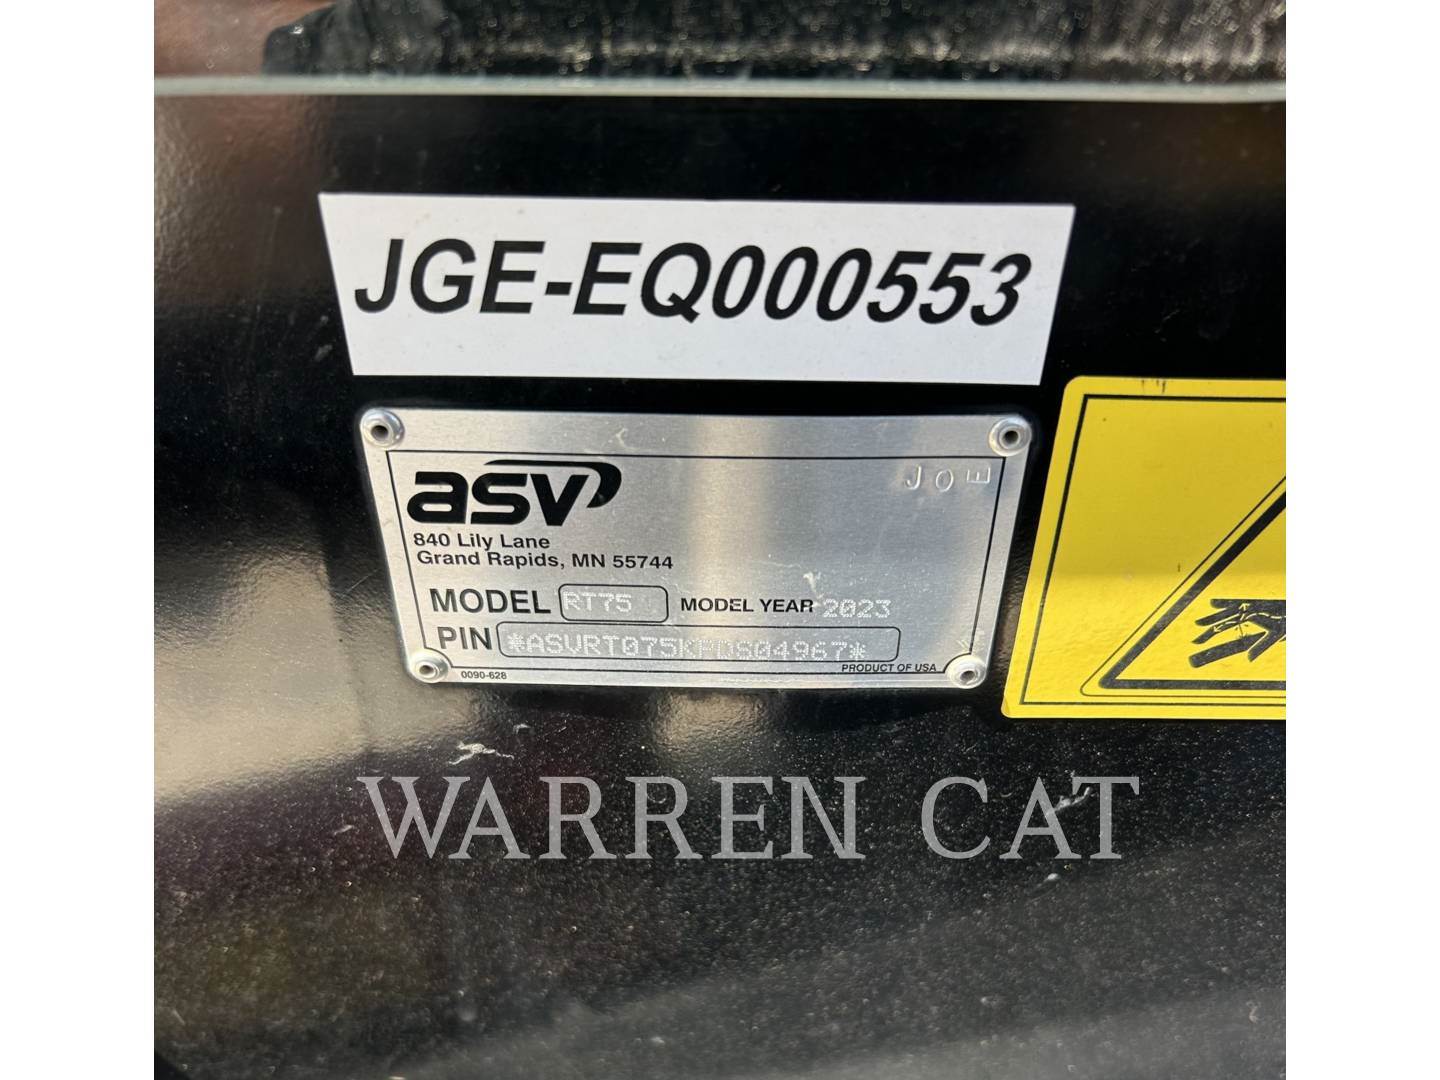 JGE-EQ000553
asv
JOE
840 Lily Lane
Grand Rapids, MN 55744
MODEL RT75 MODEL YEAR 2023
PIN *ASVRT075KPDS04967*
PRODUCT OF USA
0090-628
WARREN CAT